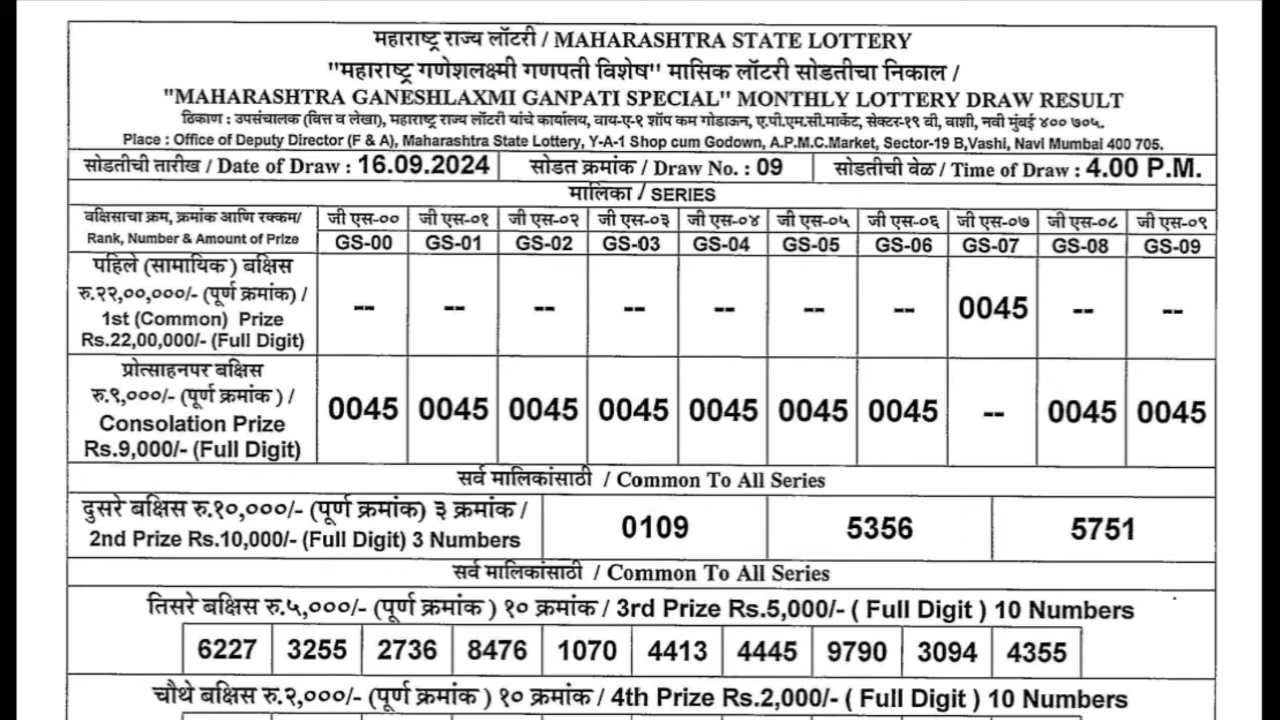 महाराष्ट्र राज्य लॉटरी / MAHARASHTRA STATE LOTTERY
"महाराष्ट्र गणेशलक्ष्मी गणपती विशेष" मासिक लॉटरी सोडतीचा निकाल /
"MAHARASHTRA GANESHLAXMI GANPATI SPECIAL" MONTHLY LOTTERY DRAW RESULT
ठिकाण : उपसंचालक (वित्त व लेखा), महाराष्ट्र राज्य लॉटरी यांचे कार्यालय, वाय-ए-१ शॉप कम गोडाऊन, ए.पी.एम.सी.मार्केट, सेक्टर-१९ वी, वाशी, नवी मुंबई ४०० ७०५.
Place : Office of Deputy Director (F & A), Maharashtra State Lottery, Y-A-1 Shop cum Godown, A.P.M.C.Market, Sector-19 B,Vashi, Navi Mumbai 400 705.
सोडतीची तारीख / Date of Draw : 16.09.2024 सोडत क्रमांक / Draw No. : 09 सोडतीची वेळ / Time of Draw : 4.00 P.M.
मालिका / SERIES
बक्षिसाचा क्रम, क्रमांक आणि रक्कम/ जी एस-०० जी एस-०१ जी एस-०२ जी एस-०३ जी एस-०४ जी एस-०५ जी एस-०६ जी एस-०७ जी एस-०८ जी एस-०९
Rank, Number & Amount of Prize GS-00 GS-01 GS-02 GS-03 GS-04 GS-05 GS-06 GS-07 GS-08 GS-09
पहिले (सामायिक ) बक्षिस
रु.२२,००,०००/- (पूर्ण क्रमांक) /
1st (Common) Prize
Rs.22,00,000/- (Full Digit)
-- -- -- -- -- -- -- 0045 -- --
प्रोत्साहनपर बक्षिस
रु.९,०००/- (पूर्ण क्रमांक ) /
Consolation Prize
Rs.9,000/- (Full Digit)
0045 0045 0045 0045 0045 0045 0045 -- 0045 0045
सर्व मालिकांसाठी / Common To All Series
दुसरे बक्षिस रु.१०,०००/- (पूर्ण क्रमांक) ३ क्रमांक /
2nd Prize Rs.10,000/- (Full Digit) 3 Numbers
0109 5356 5751
सर्व मालिकांसाठी / Common To All Series
तिसरे बक्षिस रु.५,०००/- (पूर्ण क्रमांक ) १० क्रमांक / 3rd Prize Rs.5,000/- ( Full Digit ) 10 Numbers
6227 3255 2736 8476 1070 4413 4445 9790 3094 4355
चौथे बक्षिस रु.२,०००/- (पूर्ण क्रमांक ) १० क्रमांक / 4th Prize Rs.2,000/- ( Full Digit ) 10 Numbers